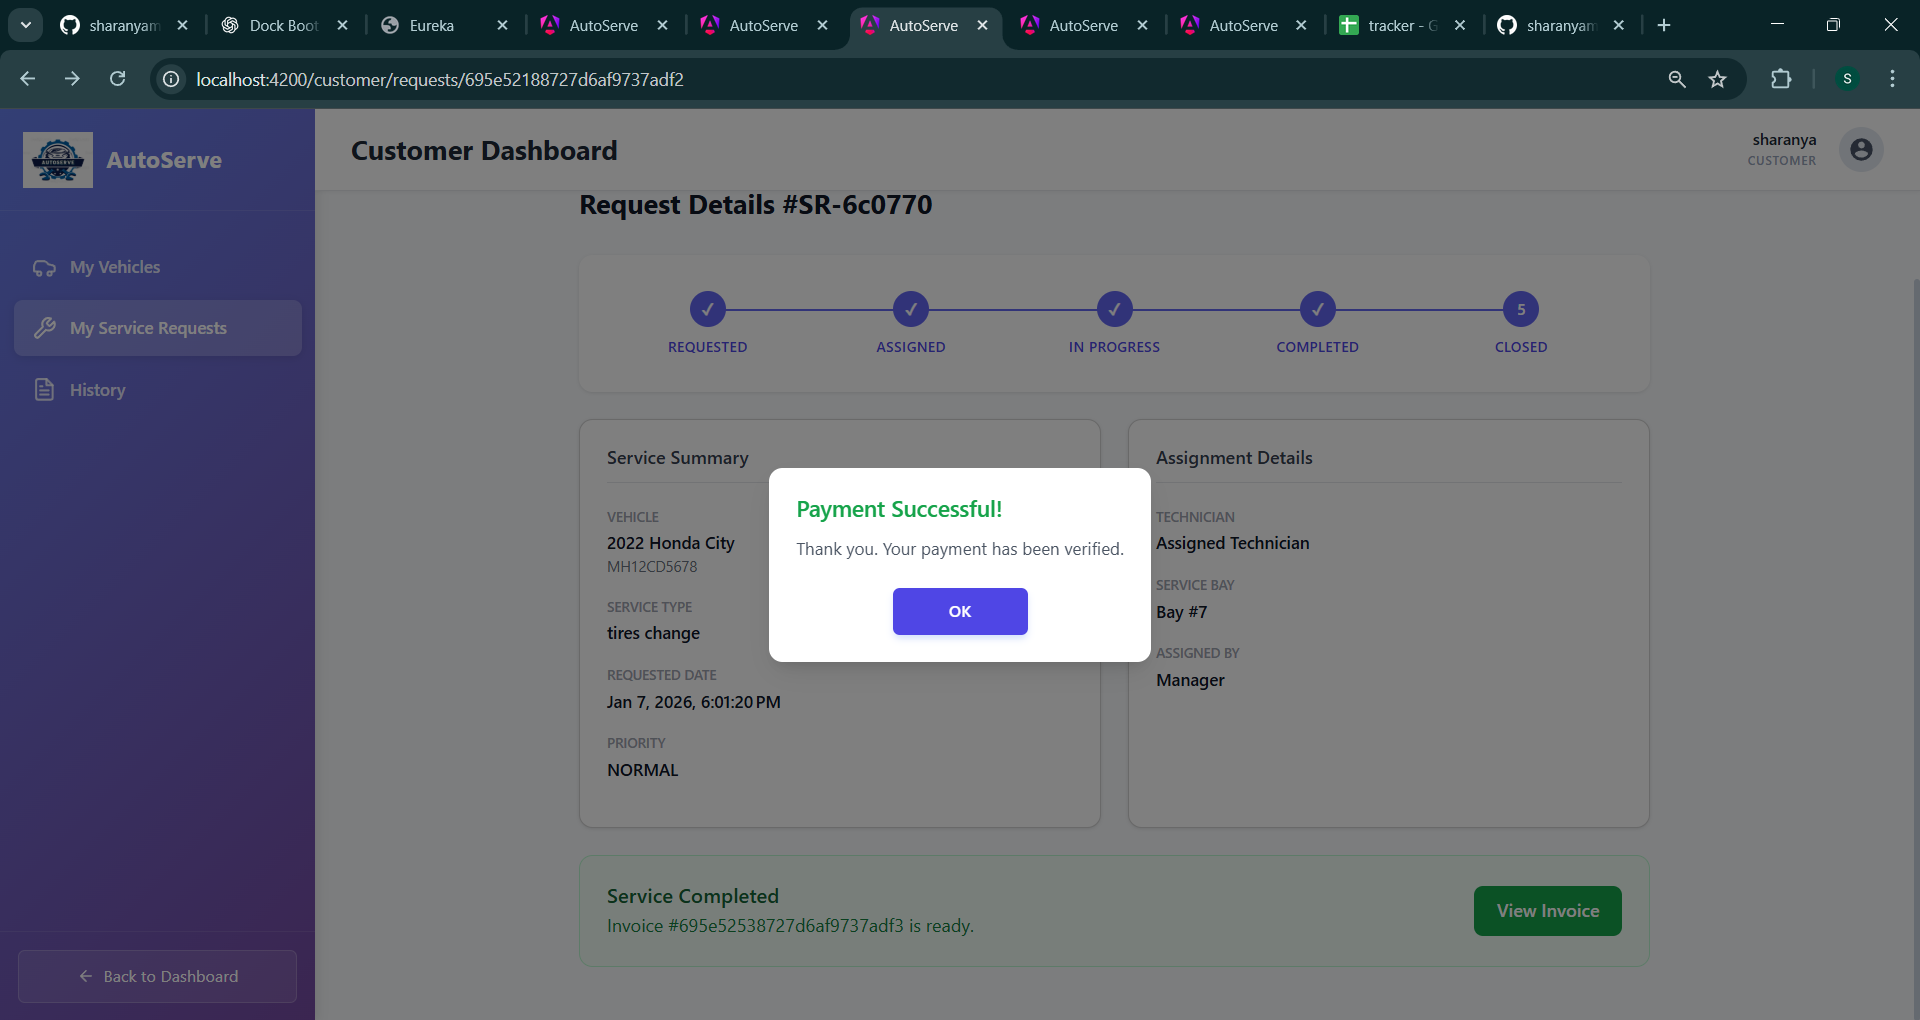 sharanyam
Dock Boot
Eureka
AutoServe
AutoServe
AutoServe
AutoServe
AutoServe
tracker - G
sharanyam
localhost:4200/customer/requests/695e52188727d6af9737adf2
S
AUTOSERVE
AutoServe
Customer Dashboard
sharanya
CUSTOMER
My Vehicles
My Service Requests
History
Back to Dashboard
Request Details #SR-6c0770
5
REQUESTED
ASSIGNED
IN PROGRESS
COMPLETED
CLOSED
Service Summary
VEHICLE
2022 Honda City
MH12CD5678
SERVICE TYPE
tires change
REQUESTED DATE
Jan 7, 2026, 6:01:20 PM
PRIORITY
NORMAL
Payment Successful!
Thank you. Your payment has been verified.
OK
Assignment Details
TECHNICIAN
Assigned Technician
SERVICE BAY
Bay #7
ASSIGNED BY
Manager
Service Completed
Invoice #695e52538727d6af9737adf3 is ready.
View Invoice